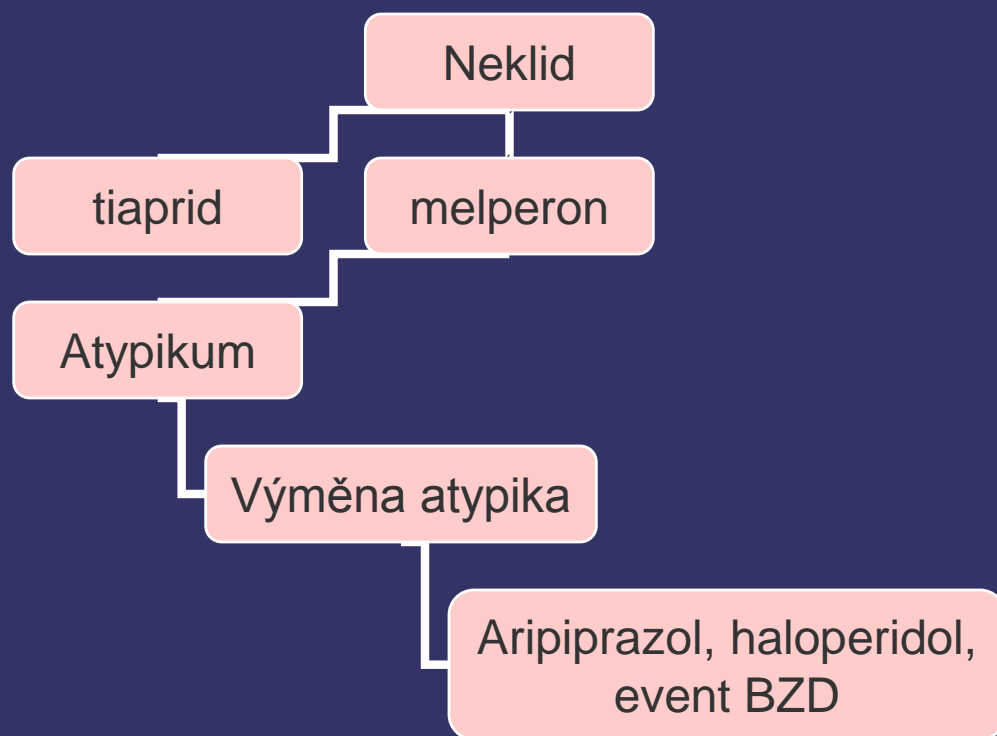 Neklid
tiaprid
melperon
Atypikum
Výměna atypika
Aripiprazol, haloperidol,
event BZD